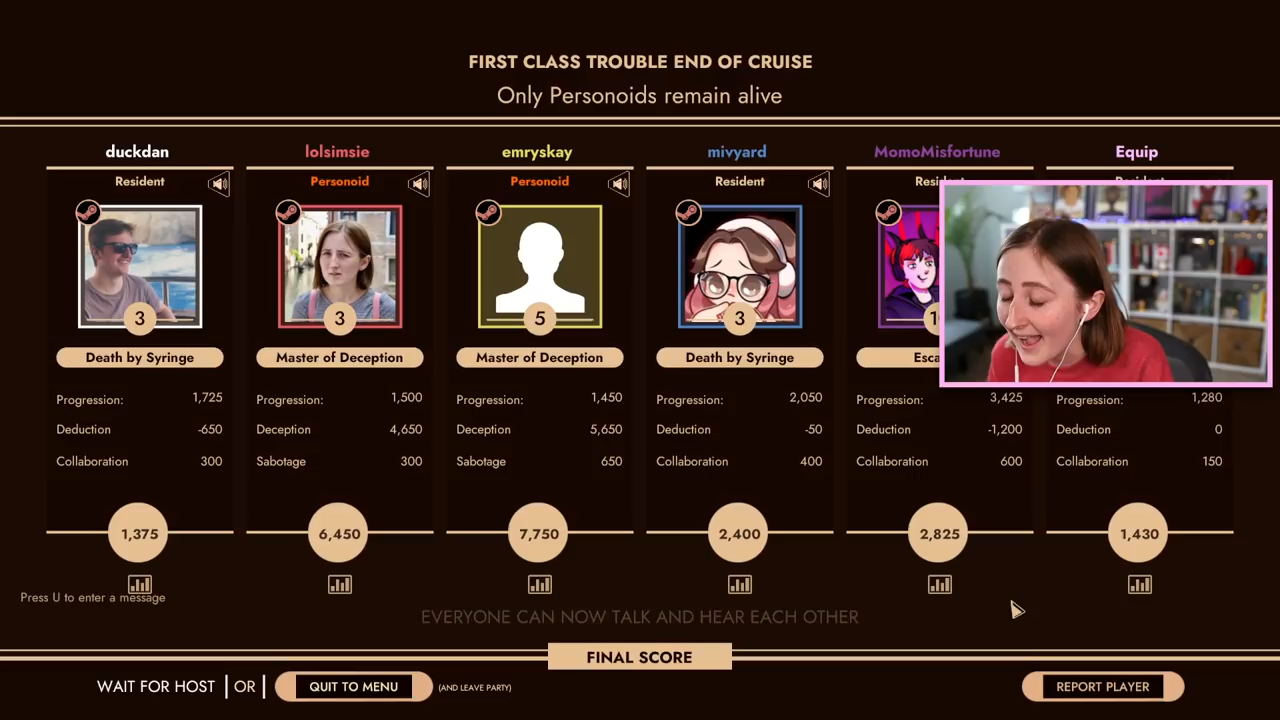 FIRST CLASS TROUBLE END OF CRUISE
Only Personoids remain alive
duckdan lolsimsie emryskay mivyard MomoMisfortune Equip
Resident Personoid Personoid Resident
3 3 5 3
Death by Syringe Master of Deception Master of Deception Death by Syringe
Progression: 1,725 Progression: 1,500 Progression: 1,450 Progression: 2,050 Progression: 3,425 Progression: 1,280
Deduction -650 Deception 4,650 Deception 5,650 Deduction -50 Deduction -1,200 Deduction 0
Collaboration 300 Sabotage 300 Sabotage 650 Collaboration 400 Collaboration 600 Collaboration 150
1,375 6,450 7,750 2,400 2,825 1,430
Press U to enter a message
EVERYONE CAN NOW TALK AND HEAR EACH OTHER
FINAL SCORE
WAIT FOR HOST OR QUIT TO MENU (AND LEAVE PARTY) REPORT PLAYER